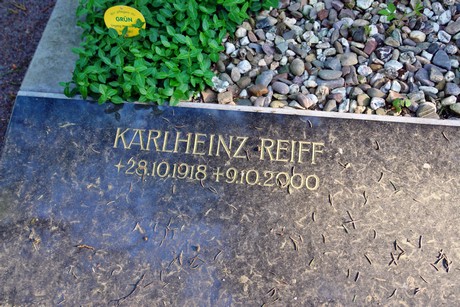 GRÜN
KARLHEINZ REIFF
+28.10.1918 +9.10.2000